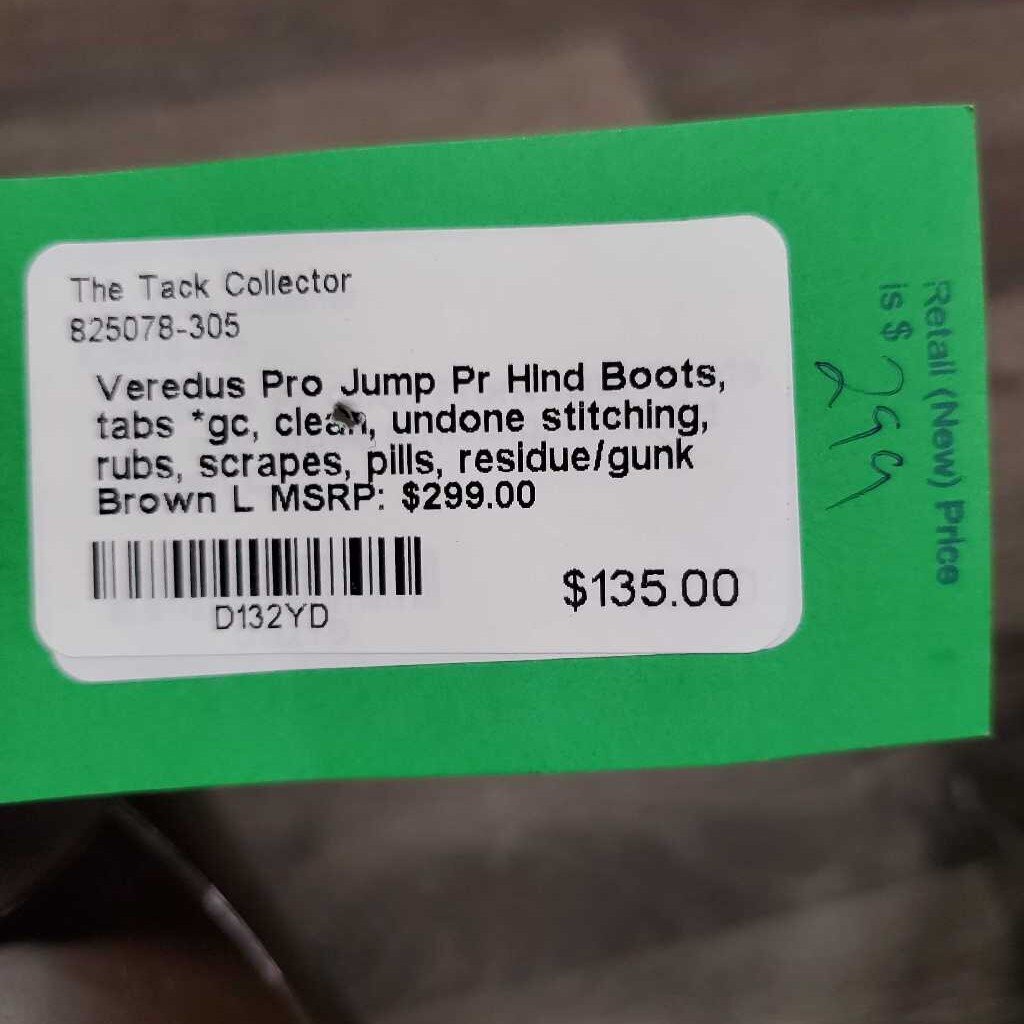 The Tack Collector
825078-305
Veredus Pro Jump Pr Hind Boots,
tabs *gc, clean, undone stitching,
rubs, scrapes, pills, residue/gunk
Brown L MSRP: $299.00
D132YD
$135.00
Retail (New) Price
is $ 299